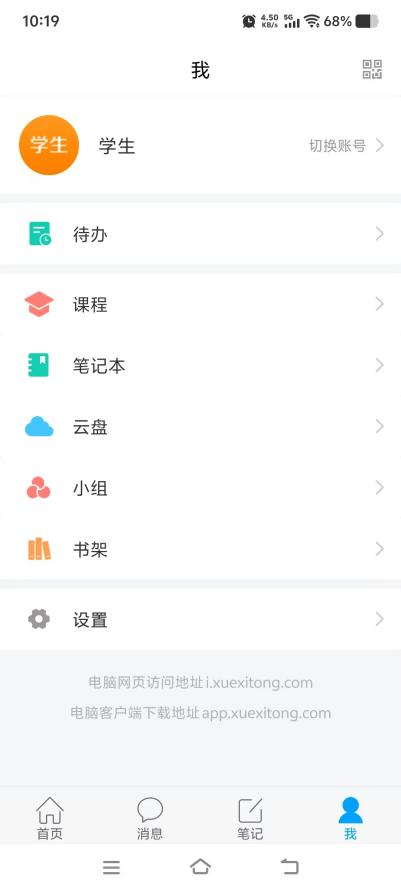 10:19
4.50
KB/s
5G
68%
我
学生
学生
切换账号
待办
课程
笔记本
云盘
小组
书架
设置
电脑网页访问地址i.xuexitong.com
电脑客户端下载地址app.xuexitong.com
首页
消息
笔记
我